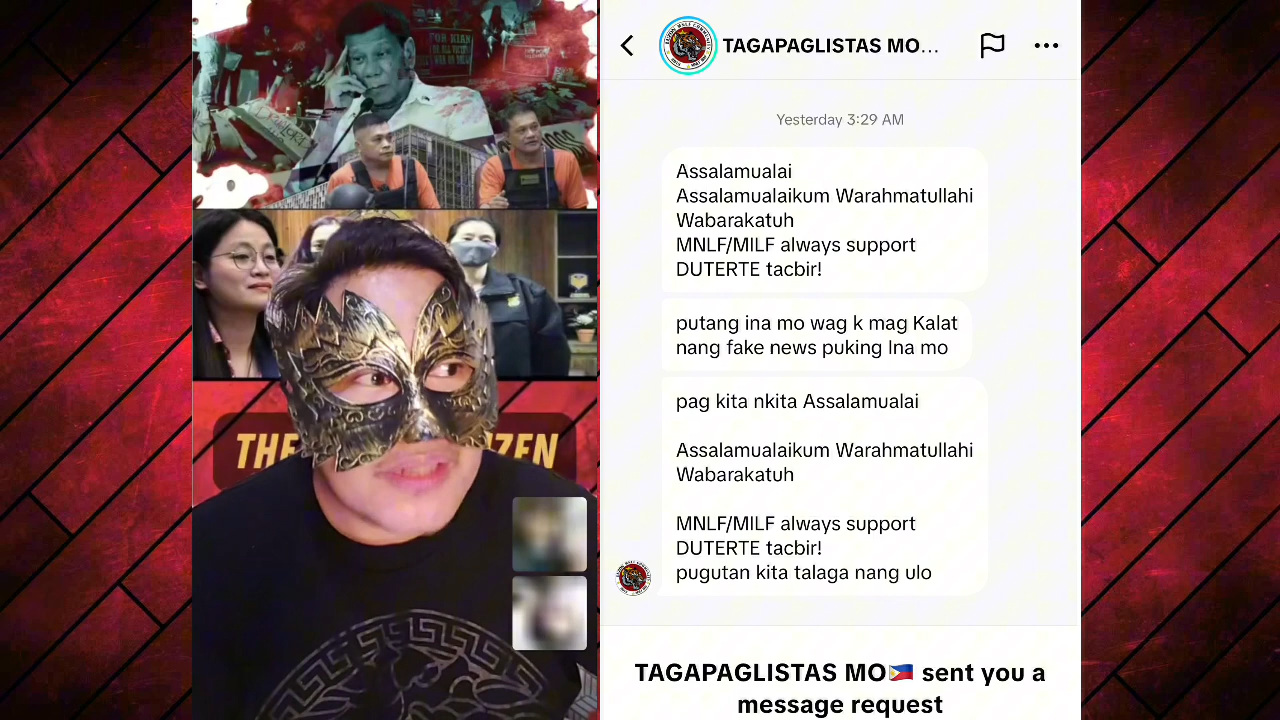 FOR KIAN
THE
ZEN
TAGAPAGLISTAS MO...
Yesterday 3:29 AM
Assalamualai
Assalamualaikum Warahmatullahi
Wabarakatuh
MNLF/MILF always support
DUTERTE tacbir!
putang ina mo wag k mag Kalat
nang fake news puking Ina mo
pag kita nkita Assalamualai
Assalamualaikum Warahmatullahi
Wabarakatuh
MNLF/MILF always support
DUTERTE tacbir!
pugutan kita talaga nang ulo
TAGAPAGLISTAS MO🇵🇭 sent you a
message request